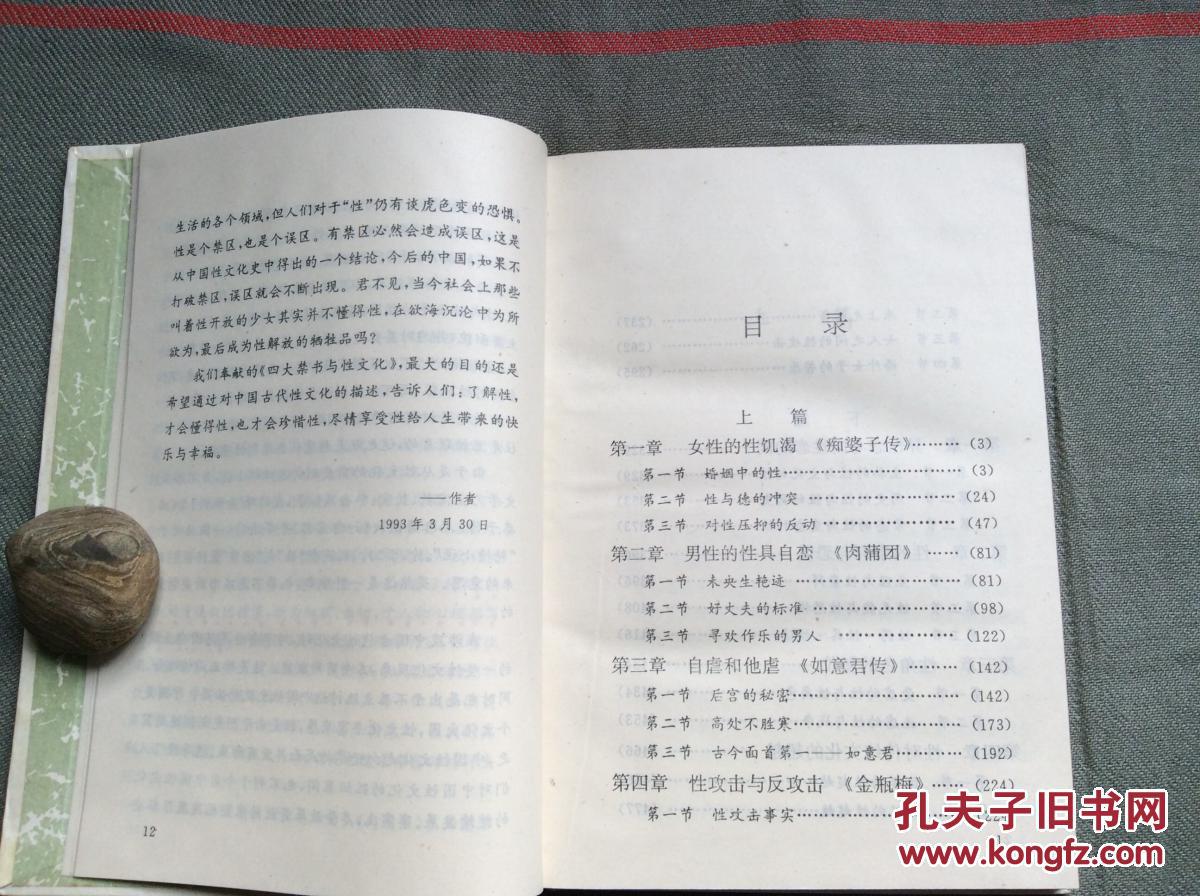 生活的各个领域,但人们对于“性”仍有谈虎色变的恐惧。
性是个禁区,也是个误区。有禁区必然会造成误区,这是
从中国性文化史中得出的一个结论,今后的中国,如果不
打破禁区,误区就会不断出现。君不见,当今社会上那些
叫着性开放的少女其实并不懂得性,在欲海沉沦中为所
欲为,最后成为性解放的牺牲品吗?
我们奉献的《四大禁书与性文化》,最大的目的还是
希望通过对中国古代性文化的描述,告诉人们:了解性,
才会懂得性,也才会珍惜性,尽情享受性给人生带来的快
乐与幸福。
——作者
1993年3月30日
12
目 录
上 篇
第一章 女性的性饥渴 《痴婆子传》……(3)
第一节 婚姻中的性……(3)
第二节 性与德的冲突……(24)
第三节 对性压抑的反动……(47)
第二章 男性的性具自恋 《肉蒲团》……(81)
第一节 未央生艳迹……(81)
第二节 好丈夫的标准……(98)
第三节 寻欢作乐的男人……(122)
第三章 自虐和他虐 《如意君传》……(142)
第一节 后宫的秘密……(142)
第二节 高处不胜寒……(173)
第三节 古今面首第一——如意君……(192)
第四章 性攻击与反攻击 《金瓶梅》……(224)
第一节 性攻击事实……(224
1
孔夫子旧书网
www.kongfz.com